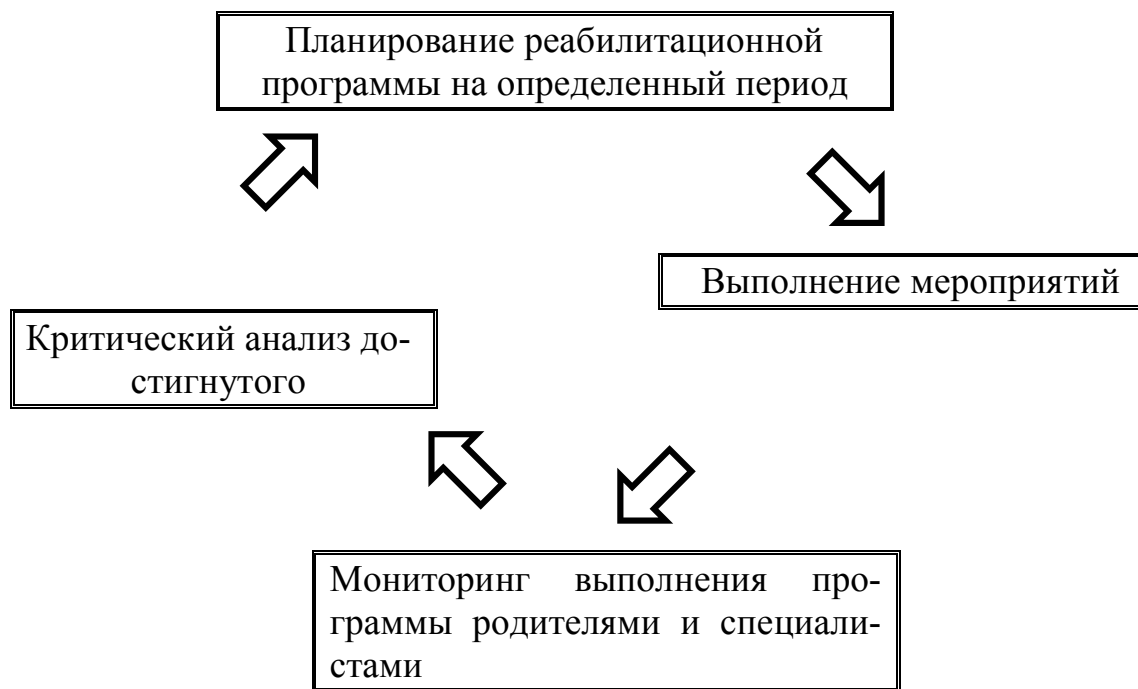 Планирование реабилитационной
программы на определенный период
Выполнение мероприятий
Критический анализ до-
стигнутого
Мониторинг выполнения про-
граммы родителями и специали-
стами